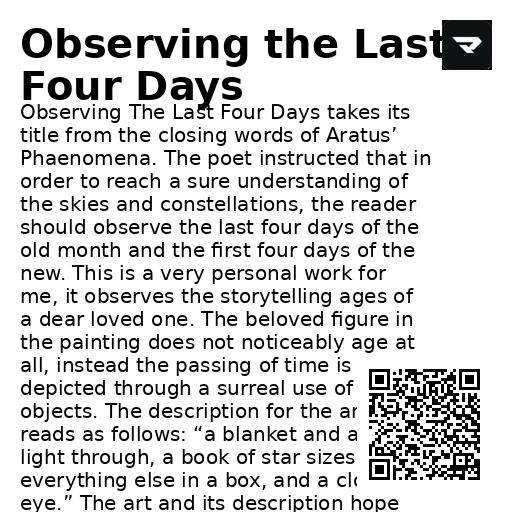 Observing the Last
Four Days
Observing The Last Four Days takes its
title from the closing words of Aratus’
Phaenomena. The poet instructed that in
order to reach a sure understanding of
the skies and constellations, the reader
should observe the last four days of the
old month and the first four days of the
new. This is a very personal work for
me, it observes the storytelling ages of
a dear loved one. The beloved figure in
the painting does not noticeably age at
all, instead the passing of time is
depicted through a surreal use of
objects. The description for the
reads as follows: “a blanket and a
light through, a book of star sizes
everything else in a box, and a
eye.” The art and its description hope